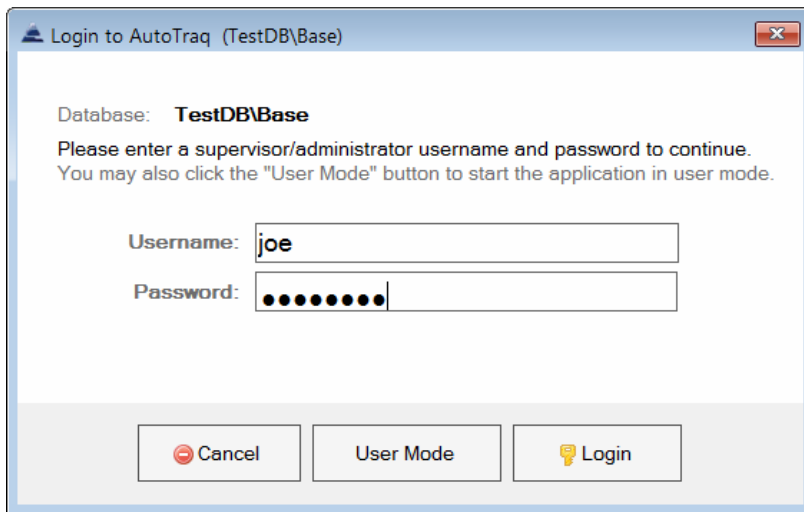 Login to AutoTraq (TestDB\Base)
Database: TestDB\Base
Please enter a supervisor/administrator username and password to continue.
You may also click the "User Mode" button to start the application in user mode.
Username: joe
Password: ●●●●●●●●
Cancel User Mode Login